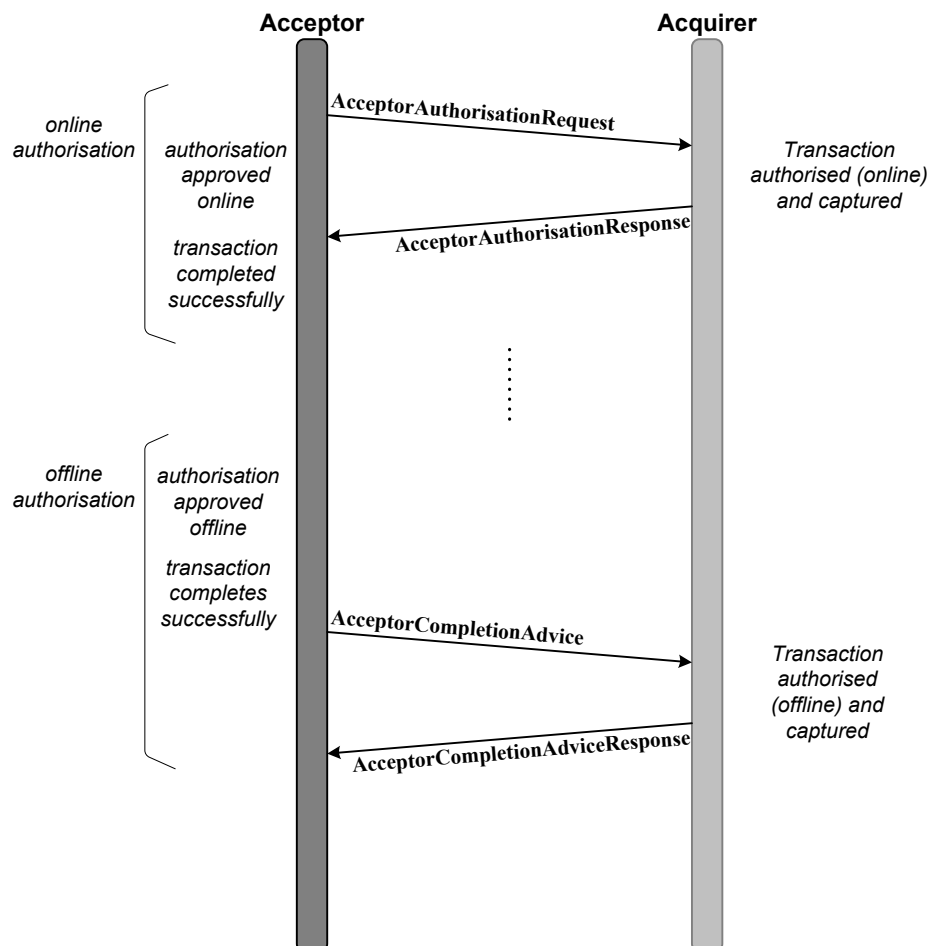 Acceptor
Acquirer
AcceptorAuthorisationRequest
online
authorisation
authorisation
approved
online
Transaction
authorised (online)
and captured
AcceptorAuthorisationResponse
transaction
completed
successfully
offline
authorisation
authorisation
approved
offline
transaction
completes
successfully
AcceptorCompletionAdvice
Transaction
authorised
(offline) and
captured
AcceptorCompletionAdviceResponse